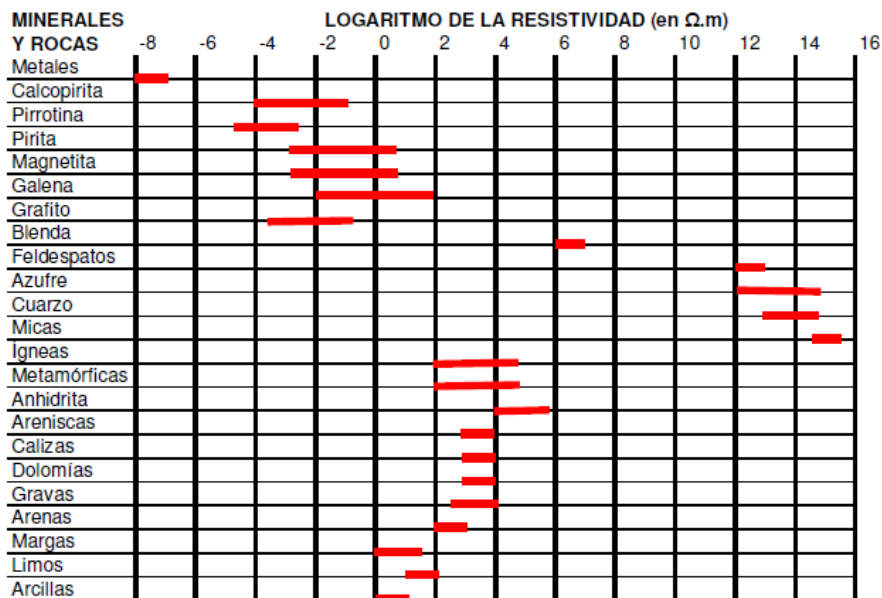 MINERALES LOGARITMO DE LA RESISTIVIDAD (en Ω.m)
Y ROCAS -8 -6 -4 -2 0 2 4 6 8 10 12 14 16
Metales
Calcopirita
Pirrotina
Pirita
Magnetita
Galena
Grafito
Blenda
Feldespatos
Azufre
Cuarzo
Micas
Ígneas
Metamórficas
Anhidrita
Areniscas
Calizas
Dolomías
Gravas
Arenas
Margas
Limos
Arcillas